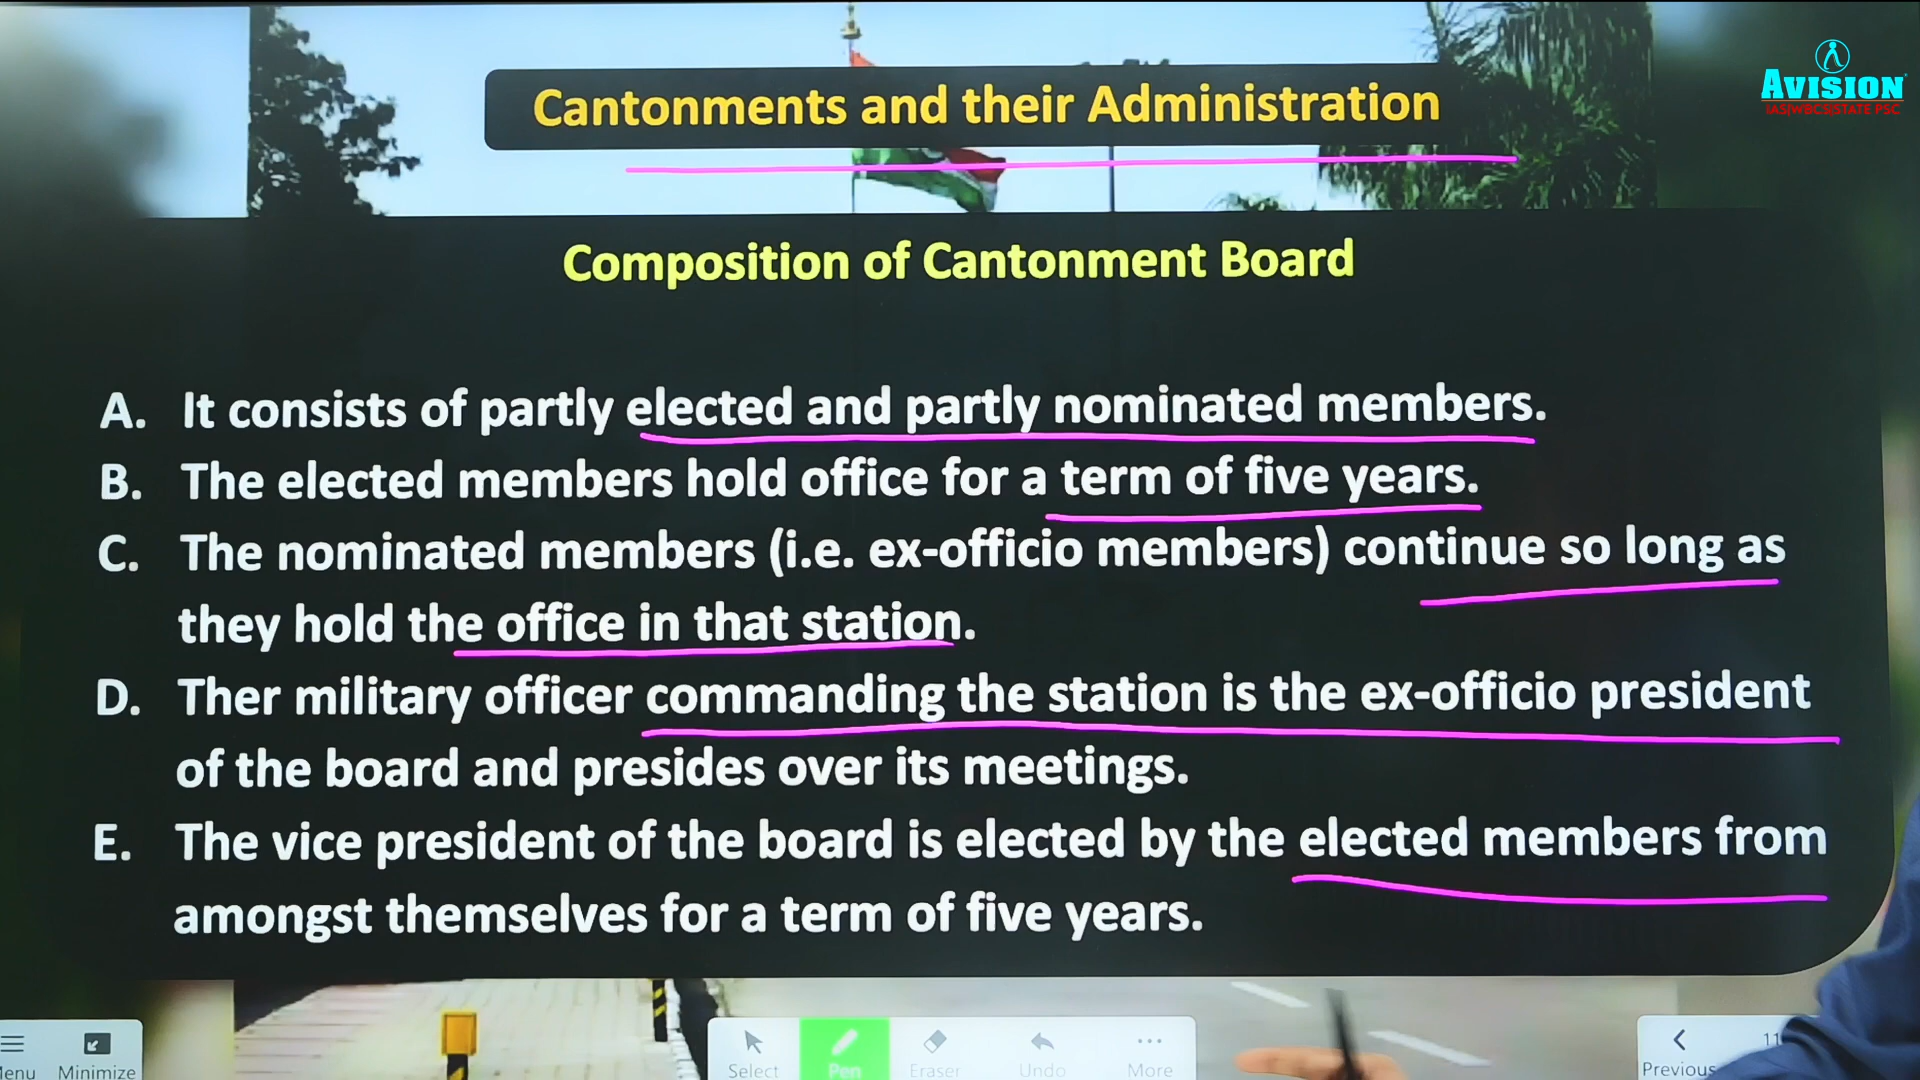 AVISION
IAS|WBCS|STATE PSC
Cantonments and their Administration
Composition of Cantonment Board
A. It consists of partly elected and partly nominated members.
B. The elected members hold office for a term of five years.
C. The nominated members (i.e. ex-officio members) continue so long as
they hold the office in that station.
D. Ther military officer commanding the station is the ex-officio president
of the board and presides over its meetings.
E. The vice president of the board is elected by the elected members from
amongst themselves for a term of five years.
enu Minimize Select Pen Eraser Undo More Previous 11